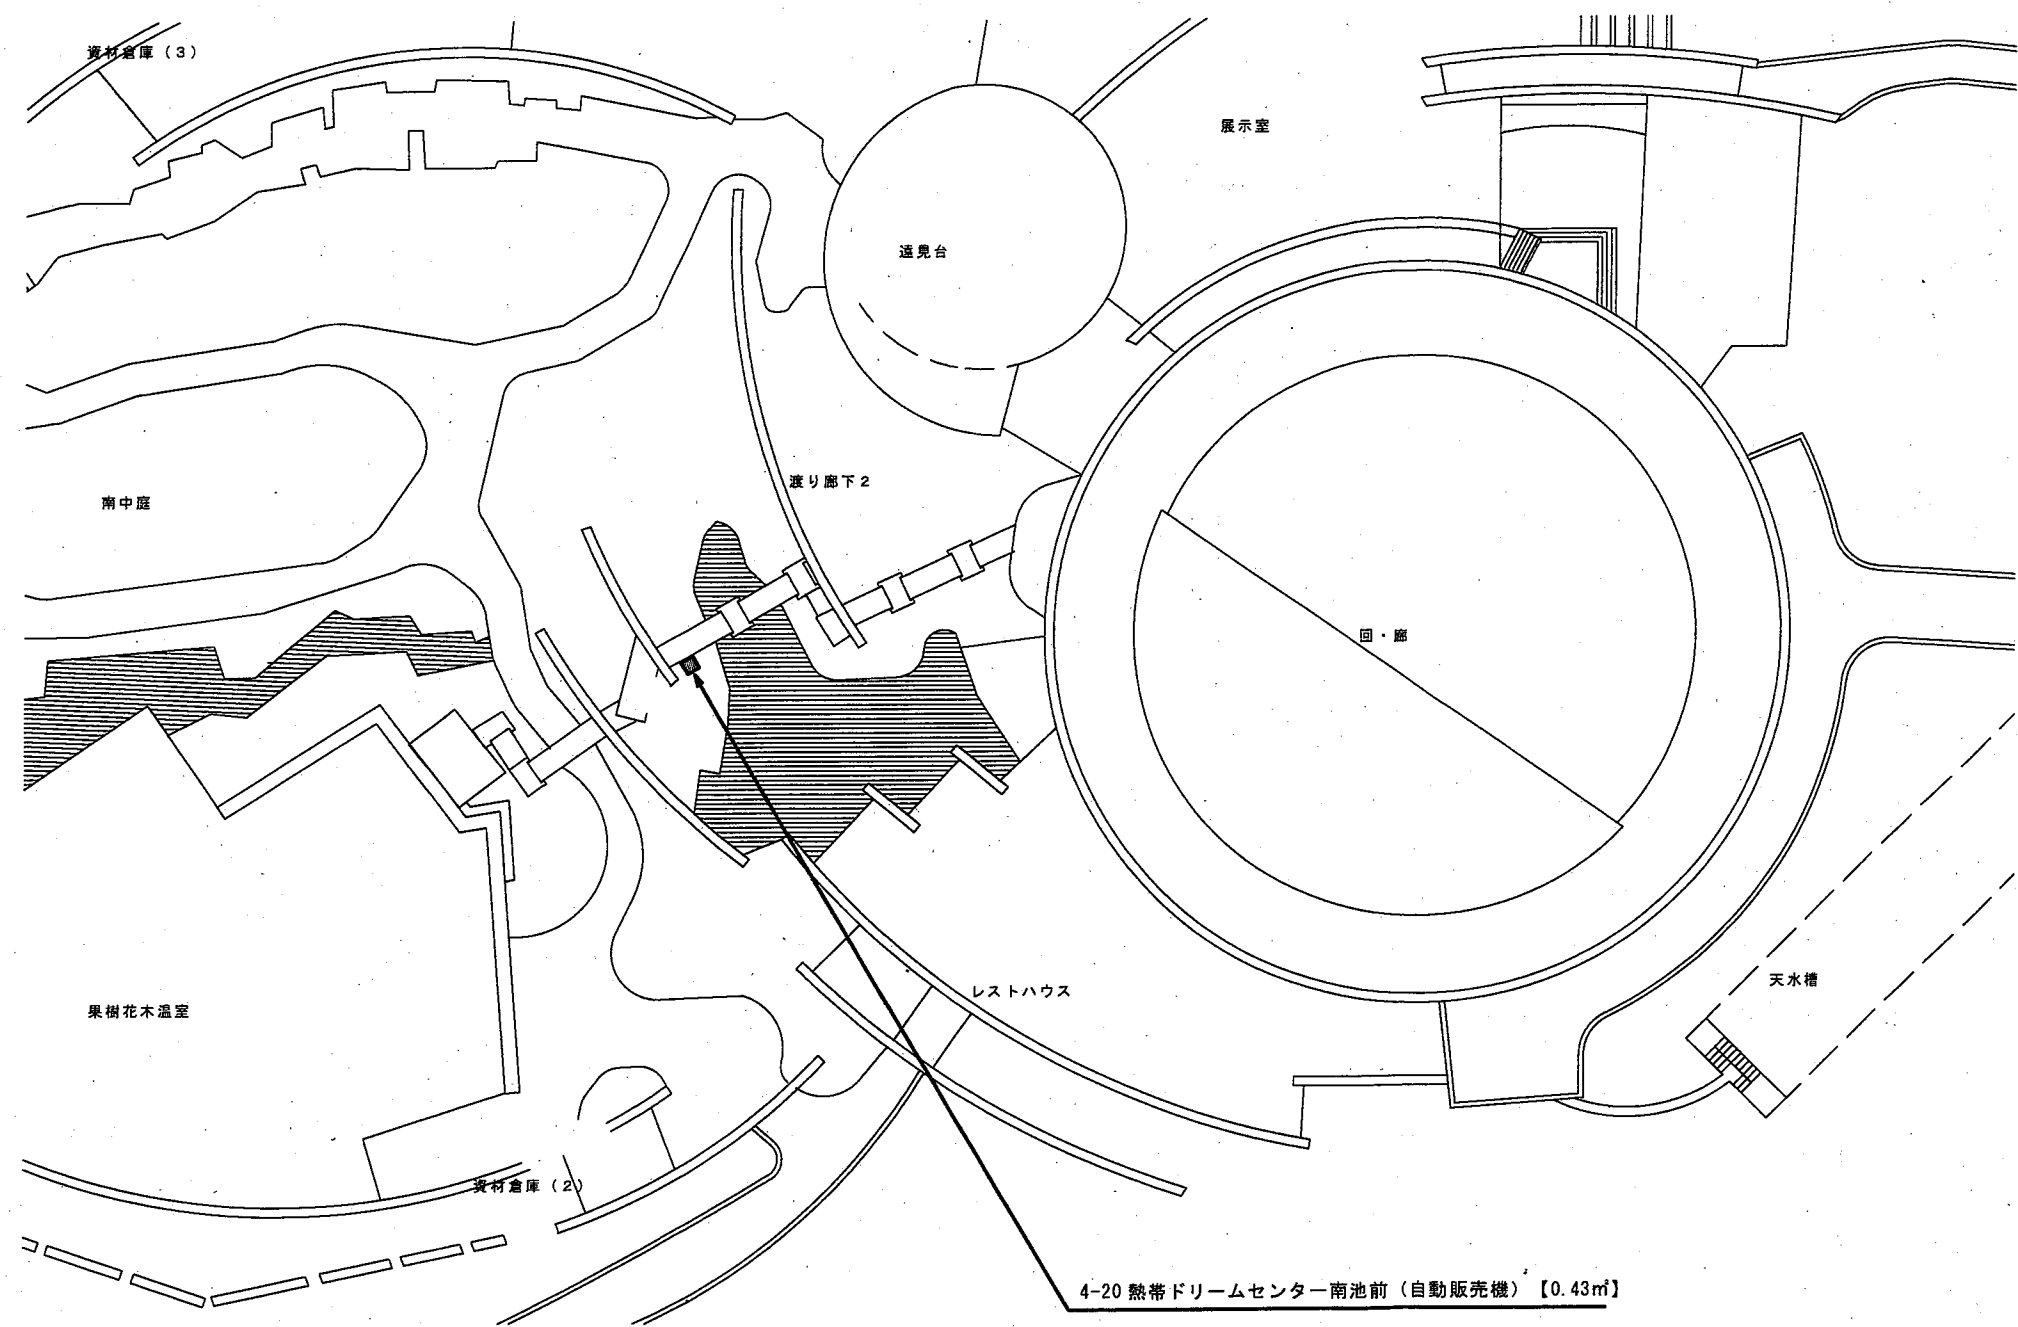 資材倉庫（３）
展示室
遠見台
渡り廊下２
南中庭
回・廊
天水槽
レストハウス
果樹花木温室
資材倉庫（２）
4-20 熱帯ドリームセンター南池前（自動販売機）【0.43㎡】